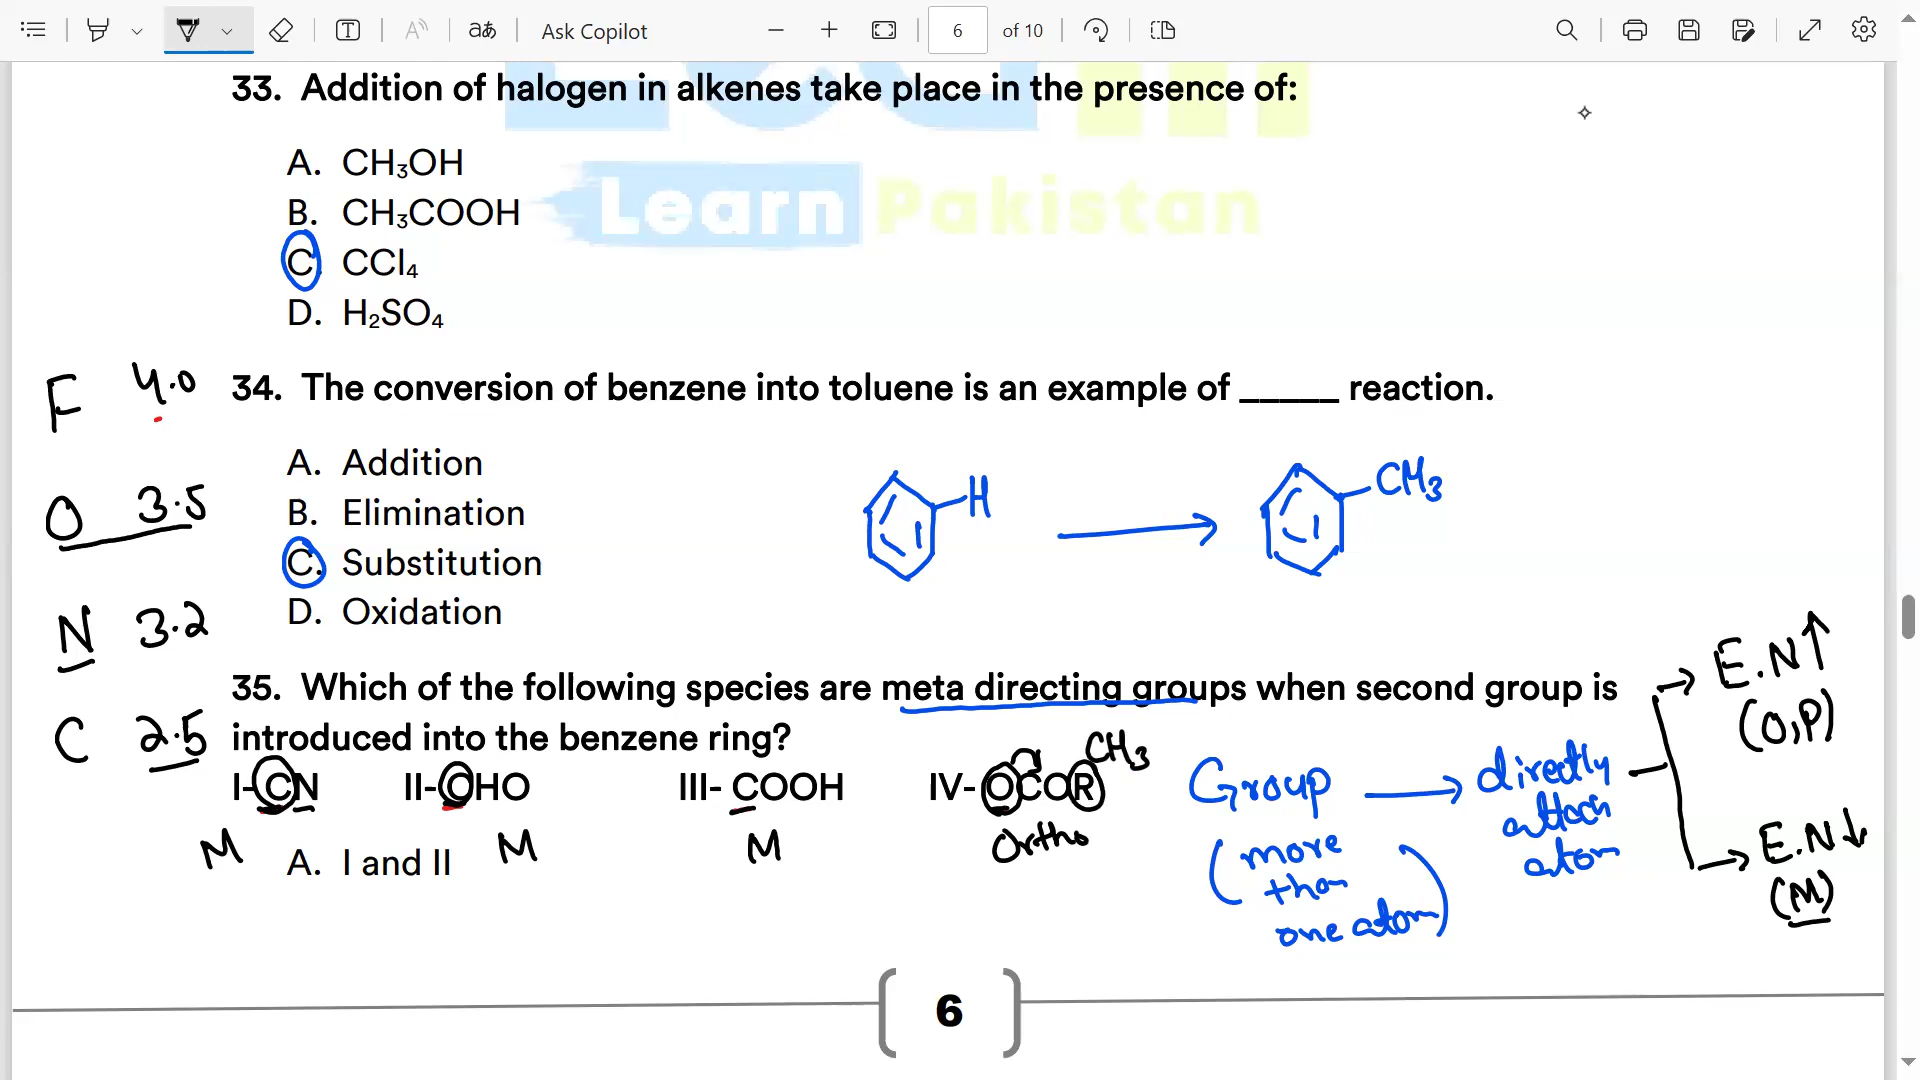 Ask Copilot
6 of 10
33. Addition of halogen in alkenes take place in the presence of:
A. CH₃OH
B. CH₃COOH
C CCl₄
D. H₂SO₄
Learn Pakistan
F 4.0
O 3.5
N 3.2
C 2.5
34. The conversion of benzene into toluene is an example of _____ reaction.
A. Addition
B. Elimination
C. Substitution
D. Oxidation
H
CH3
35. Which of the following species are meta directing groups when second group is
introduced into the benzene ring?
I-CN II-CHO III- COOH IV- OCOR
CH3
M M M Ortho
A. I and II
Group
(more
than
one atom)
directly
attach
atom
E.N↑
(O,P)
E.N↓
(M)
6